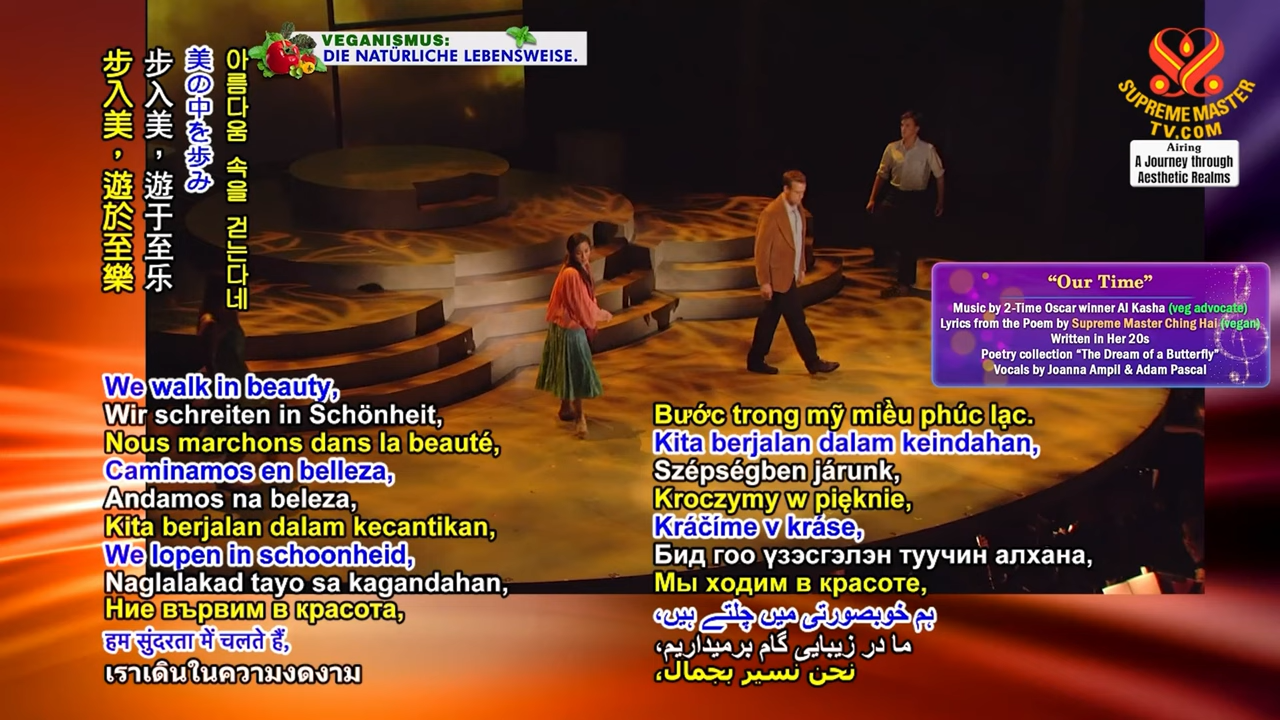 VEGANISMUS:
DIE NATÜRLICHE LEBENSWEISE.
SUPREME MASTER
TV.COM
Airing
A Journey through
Aesthetic Realms
아름다움 속을 걷는다네
美の中を歩み
步入美，遊于至乐
步入美，遊於至樂
“Our Time”
Music by 2-Time Oscar winner Al Kasha (veg advocate)
Lyrics from the Poem by Supreme Master Ching Hai (vegan)
Written in Her 20s
Poetry collection “The Dream of a Butterfly”
Vocals by Joanna Ampil & Adam Pascal
We walk in beauty,
Wir schreiten in Schönheit,
Nous marchons dans la beauté,
Caminamos en belleza,
Andamos na beleza,
Kita berjalan dalam kecantikan,
We lopen in schoonheid,
Naglalakad tayo sa kagandahan,
Ние вървим в красота,
हम सुंदरता में चलते हैं,
เราเดินในความงดงาม
Bước trong mỹ miều phúc lạc.
Kita berjalan dalam keindahan,
Szépségben járunk,
Kroczymy w pięknie,
Kráčíme v kráse,
Бид гоо үзэсгэлэн туучин алхана,
Мы ходим в красоте,
ہم خوبصورتی میں چلتے ہیں،
ما در زیبایی گام برمیداریم،
نحن نسير بجمال،